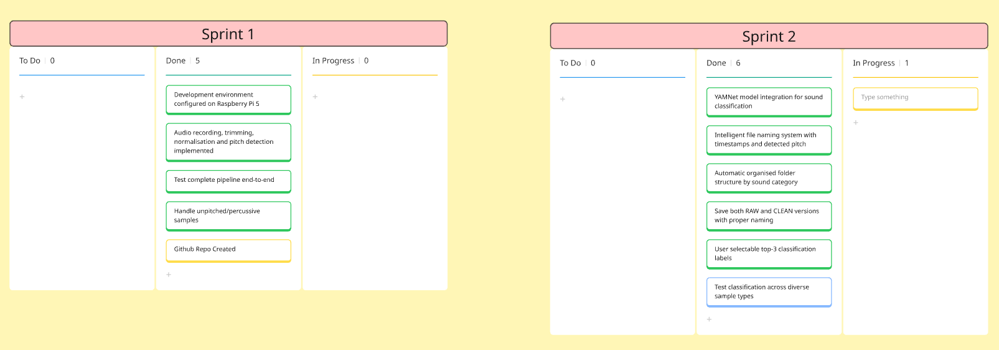 Sprint 1
To Do | 0
Done | 5
In Progress | 0
+
Development environment
configured on Raspberry Pi 5
Audio recording, trimming,
normalisation and pitch detection
implemented
Test complete pipeline end-to-end
Handle unpitched/percussive
samples
Github Repo Created
+
+
Sprint 2
To Do | 0
Done | 6
In Progress | 1
+
YAMNet model integration for sound
classification
Intelligent file naming system with
timestamps and detected pitch
Automatic organised folder
structure by sound category
Save both RAW and CLEAN versions
with proper naming
User selectable top-3 classification
labels
Test classification across diverse
sample types
+
Type something
+